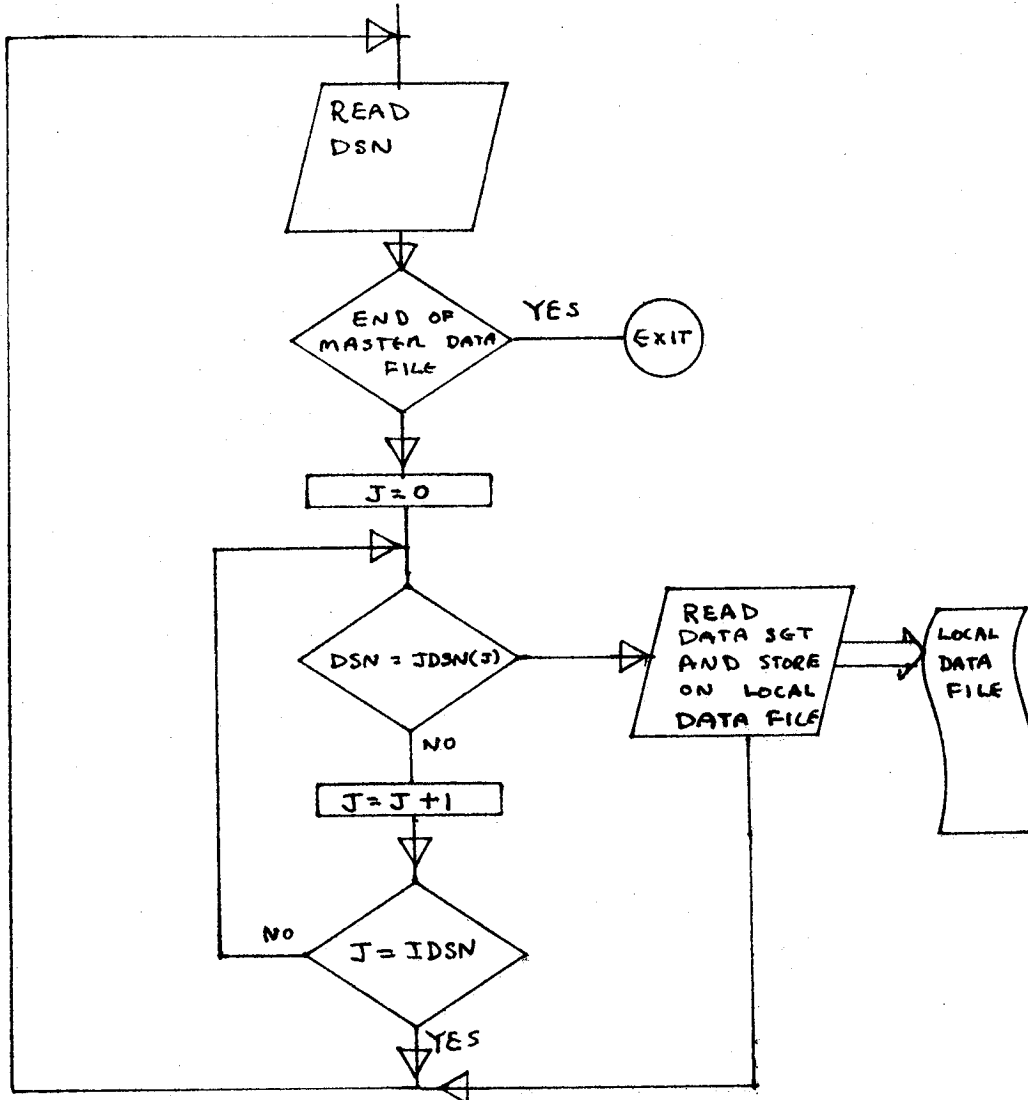 READ
DSN
END OF
MASTER DATA
FILE
YES
EXIT
J=0
DSN = JDSN(J)
READ
DATA SGT
AND STORE
ON LOCAL
DATA FILE
LOCAL
DATA
FILE
NO
J=J+1
NO
J=IDSN
YES